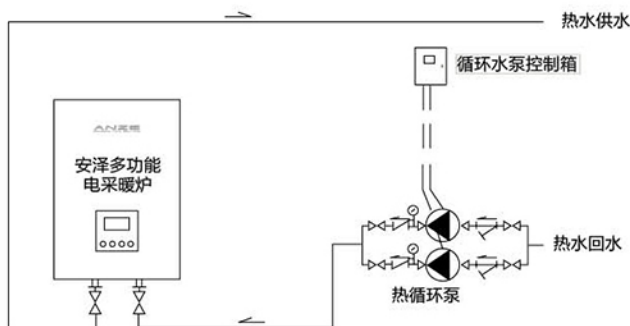 热水供水
循环水泵控制箱
ANZE
安泽多功能
电采暖炉
热水回水
热循环泵